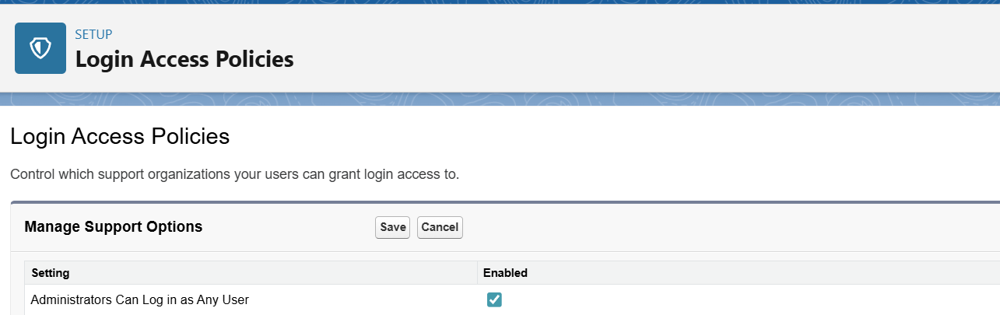 SETUP
Login Access Policies
Login Access Policies
Control which support organizations your users can grant login access to.
Manage Support Options Save Cancel
Setting Enabled
Administrators Can Log in as Any User